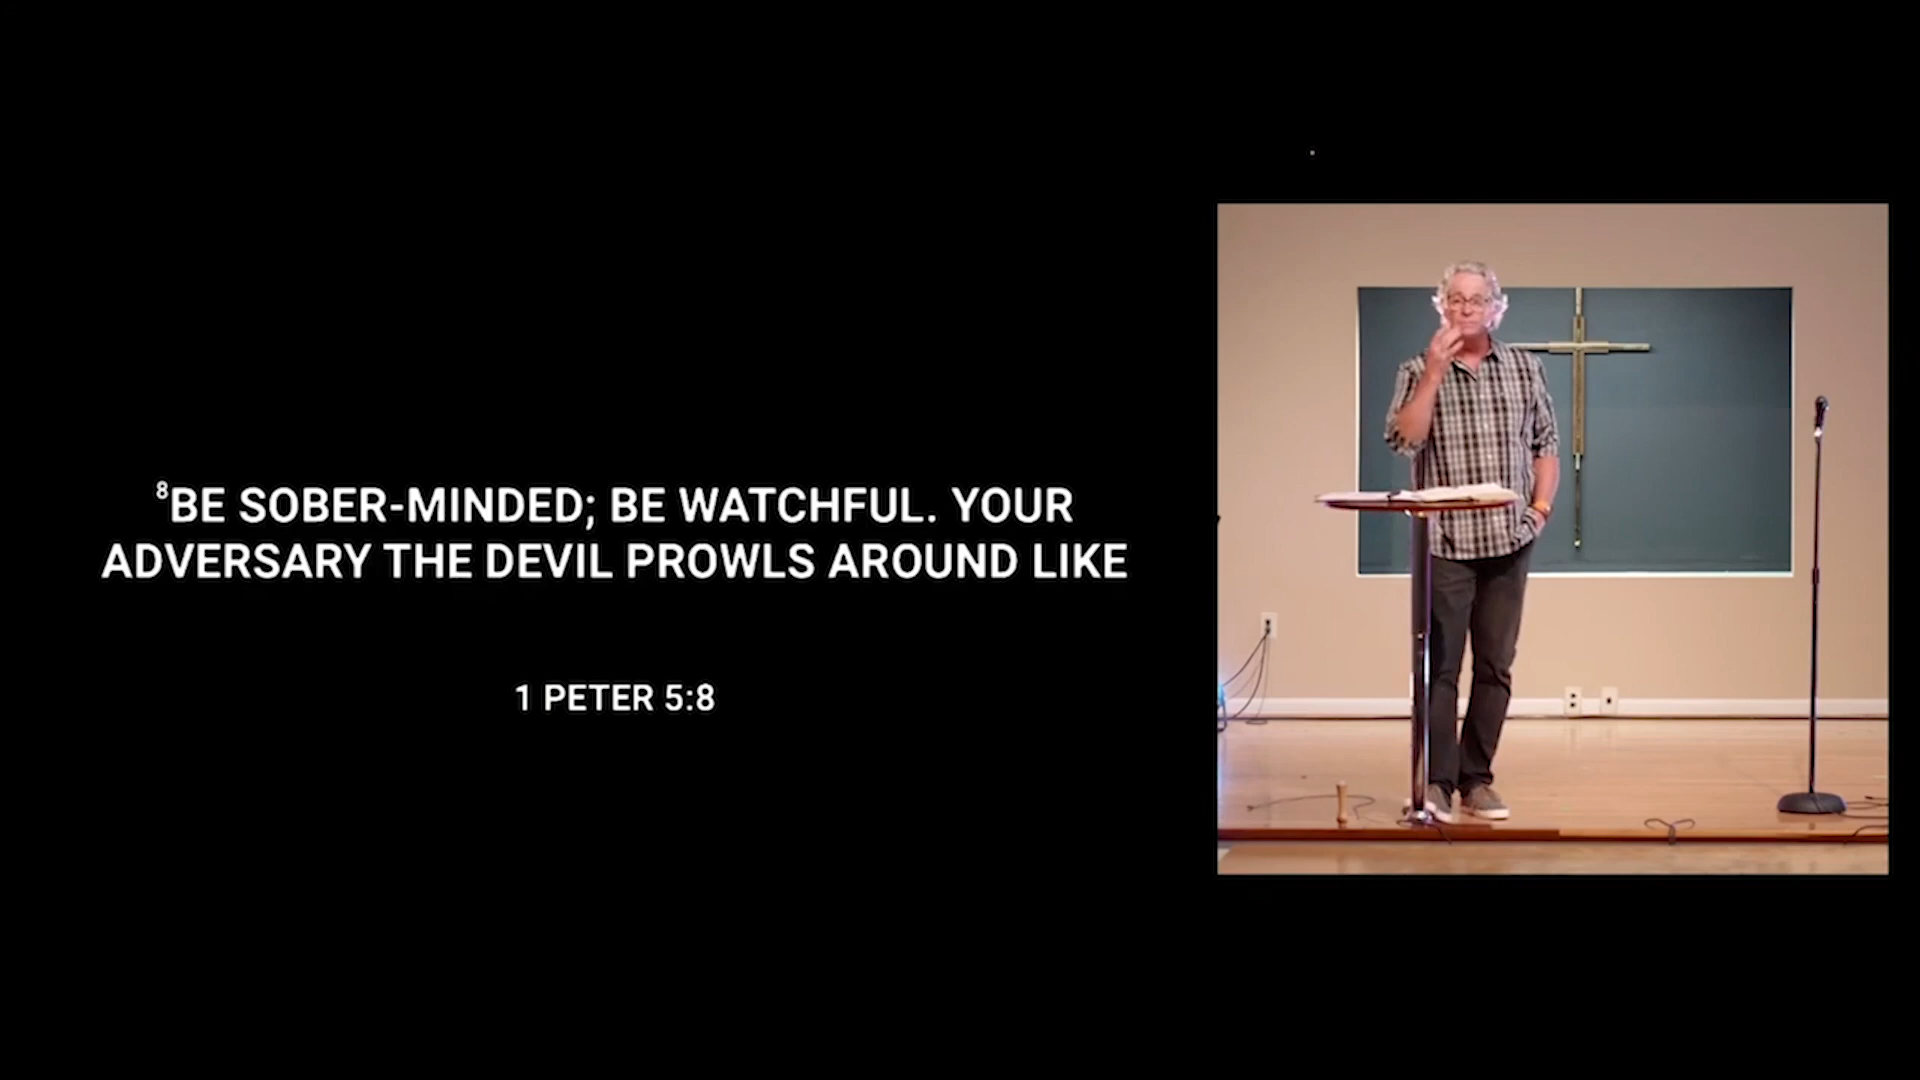 ⁸BE SOBER-MINDED; BE WATCHFUL. YOUR
ADVERSARY THE DEVIL PROWLS AROUND LIKE
1 PETER 5:8